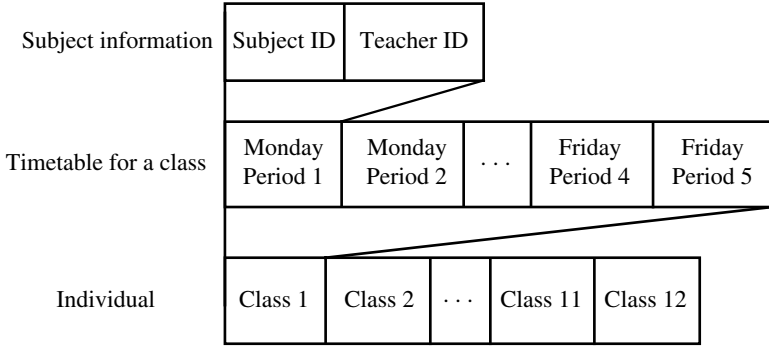 Subject information Subject ID Teacher ID
Timetable for a class
Monday
Period 1
Monday
Period 2
· · ·
Friday
Period 4
Friday
Period 5
Individual Class 1 Class 2 · · · Class 11 Class 12